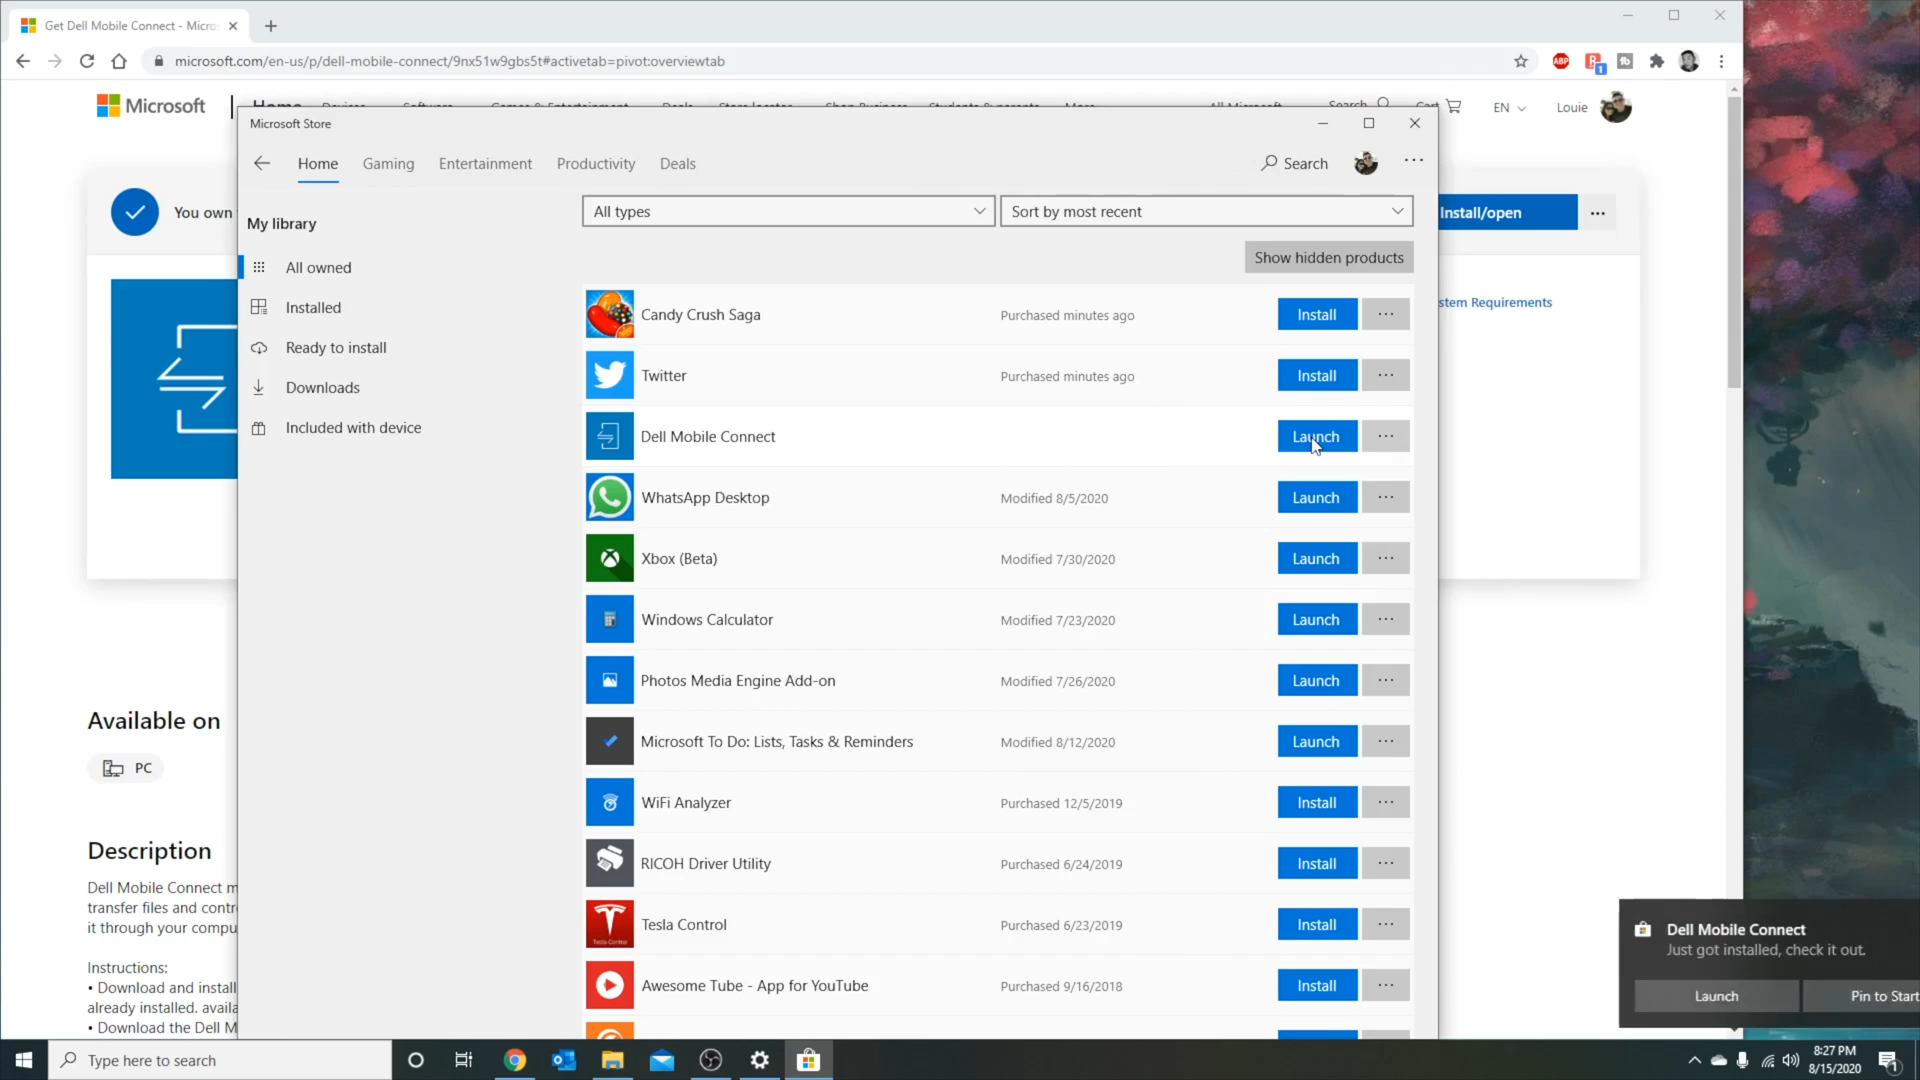 Get Dell Mobile Connect - Micro
microsoft.com/en-us/p/dell-mobile-connect/9nx51w9gbs5t#activetab=pivot:overviewtab
ABP
1
Microsoft
Home
Search
EN
Louie
Microsoft Store
Home
Gaming
Entertainment
Productivity
Deals
Search
You own
Install/open
stem Requirements
My library
All owned
Installed
Ready to install
Downloads
Included with device
All types
Sort by most recent
Show hidden products
Candy Crush Saga
Purchased minutes ago
Install
Twitter
Purchased minutes ago
Install
Dell Mobile Connect
Launch
WhatsApp Desktop
Modified 8/5/2020
Launch
Xbox (Beta)
Modified 7/30/2020
Launch
Windows Calculator
Modified 7/23/2020
Launch
Photos Media Engine Add-on
Modified 7/26/2020
Launch
Microsoft To Do: Lists, Tasks & Reminders
Modified 8/12/2020
Launch
WiFi Analyzer
Purchased 12/5/2019
Install
RICOH Driver Utility
Purchased 6/24/2019
Install
Tesla Control
Tesla Control
Purchased 6/23/2019
Install
Awesome Tube - App for YouTube
Purchased 9/16/2018
Install
Available on
PC
Description
Dell Mobile Connect m
transfer files and contr
it through your compu
Instructions:
• Download and install
already installed. availa
• Download the Dell M
Dell Mobile Connect
Just got installed, check it out.
Launch
Pin to Start
Type here to search
8:27 PM
8/15/2020
1